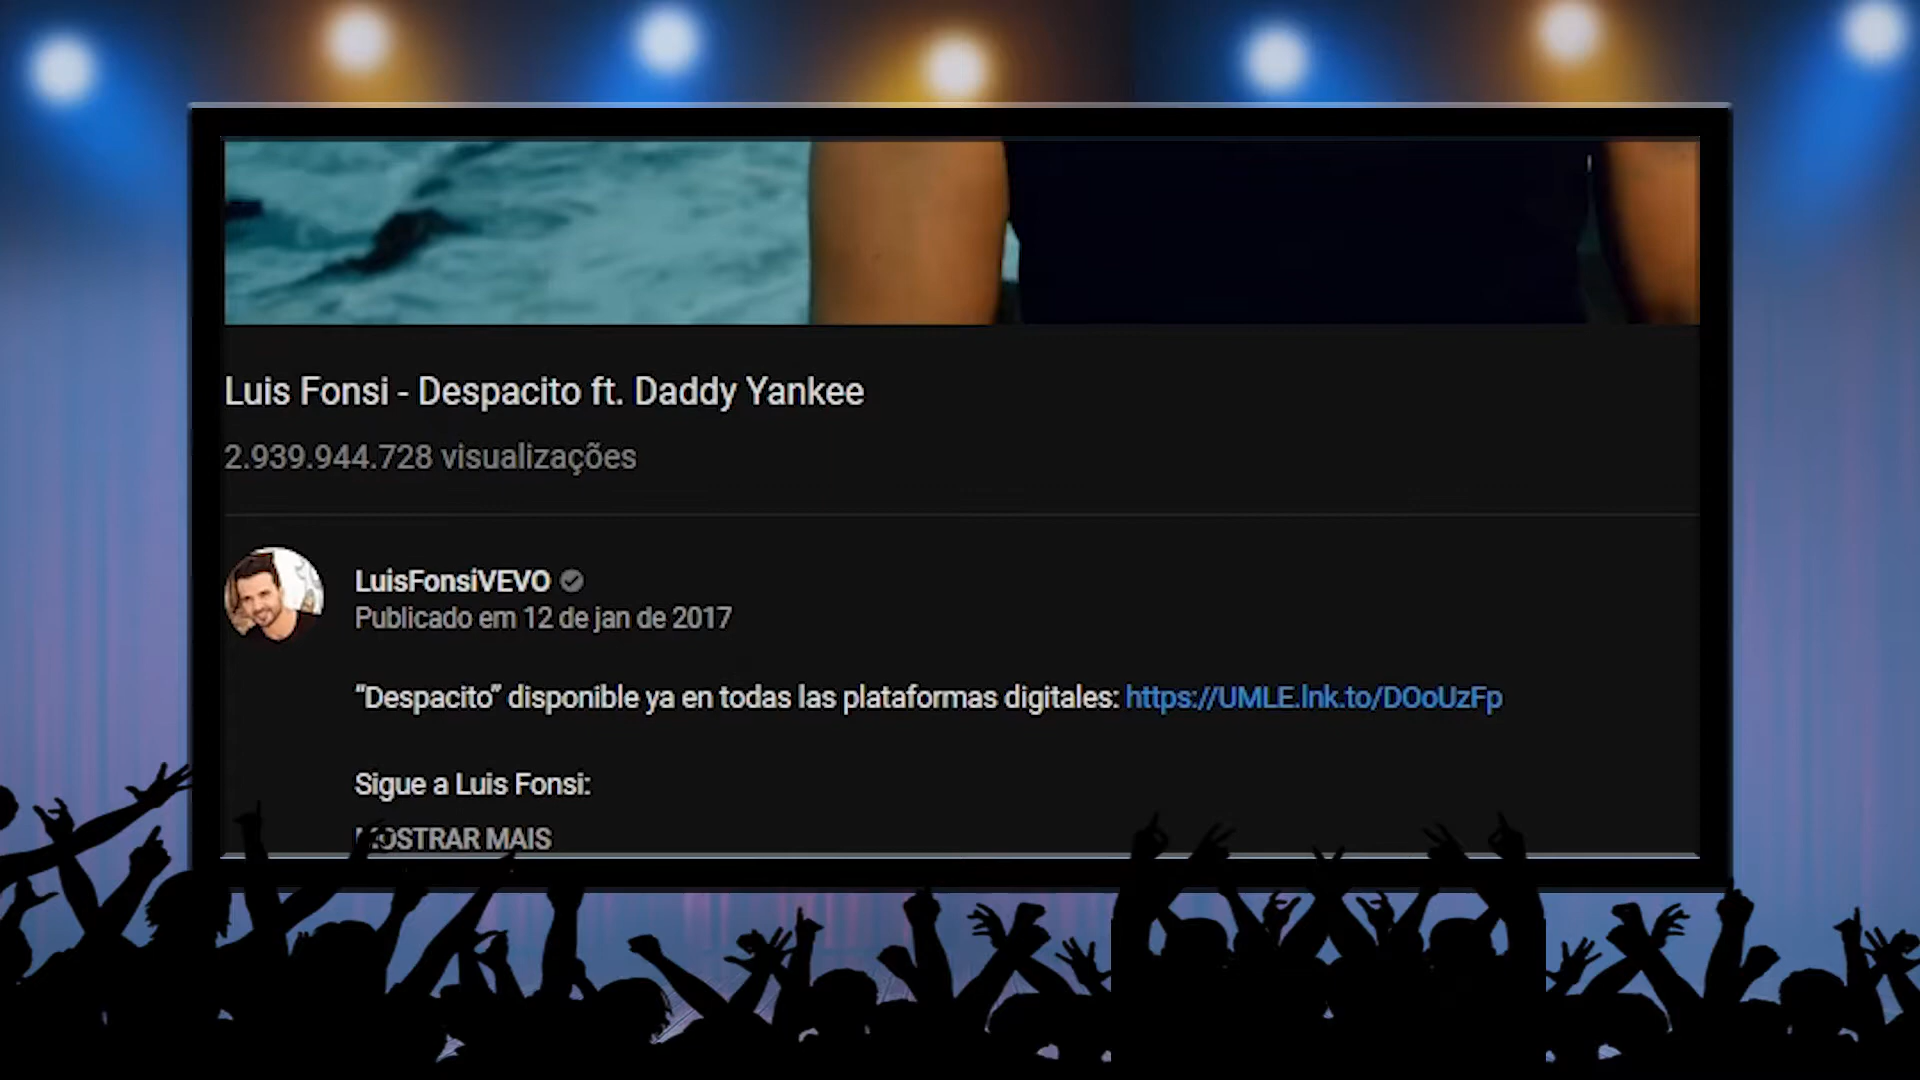 Luis Fonsi - Despacito ft. Daddy Yankee
2.939.944.728 visualizações
LuisFonsiVEVO
Publicado em 12 de jan de 2017
“Despacito” disponible ya en todas las plataformas digitales: https://UMLE.lnk.to/DOoUzFp
Sigue a Luis Fonsi:
MOSTRAR MAIS